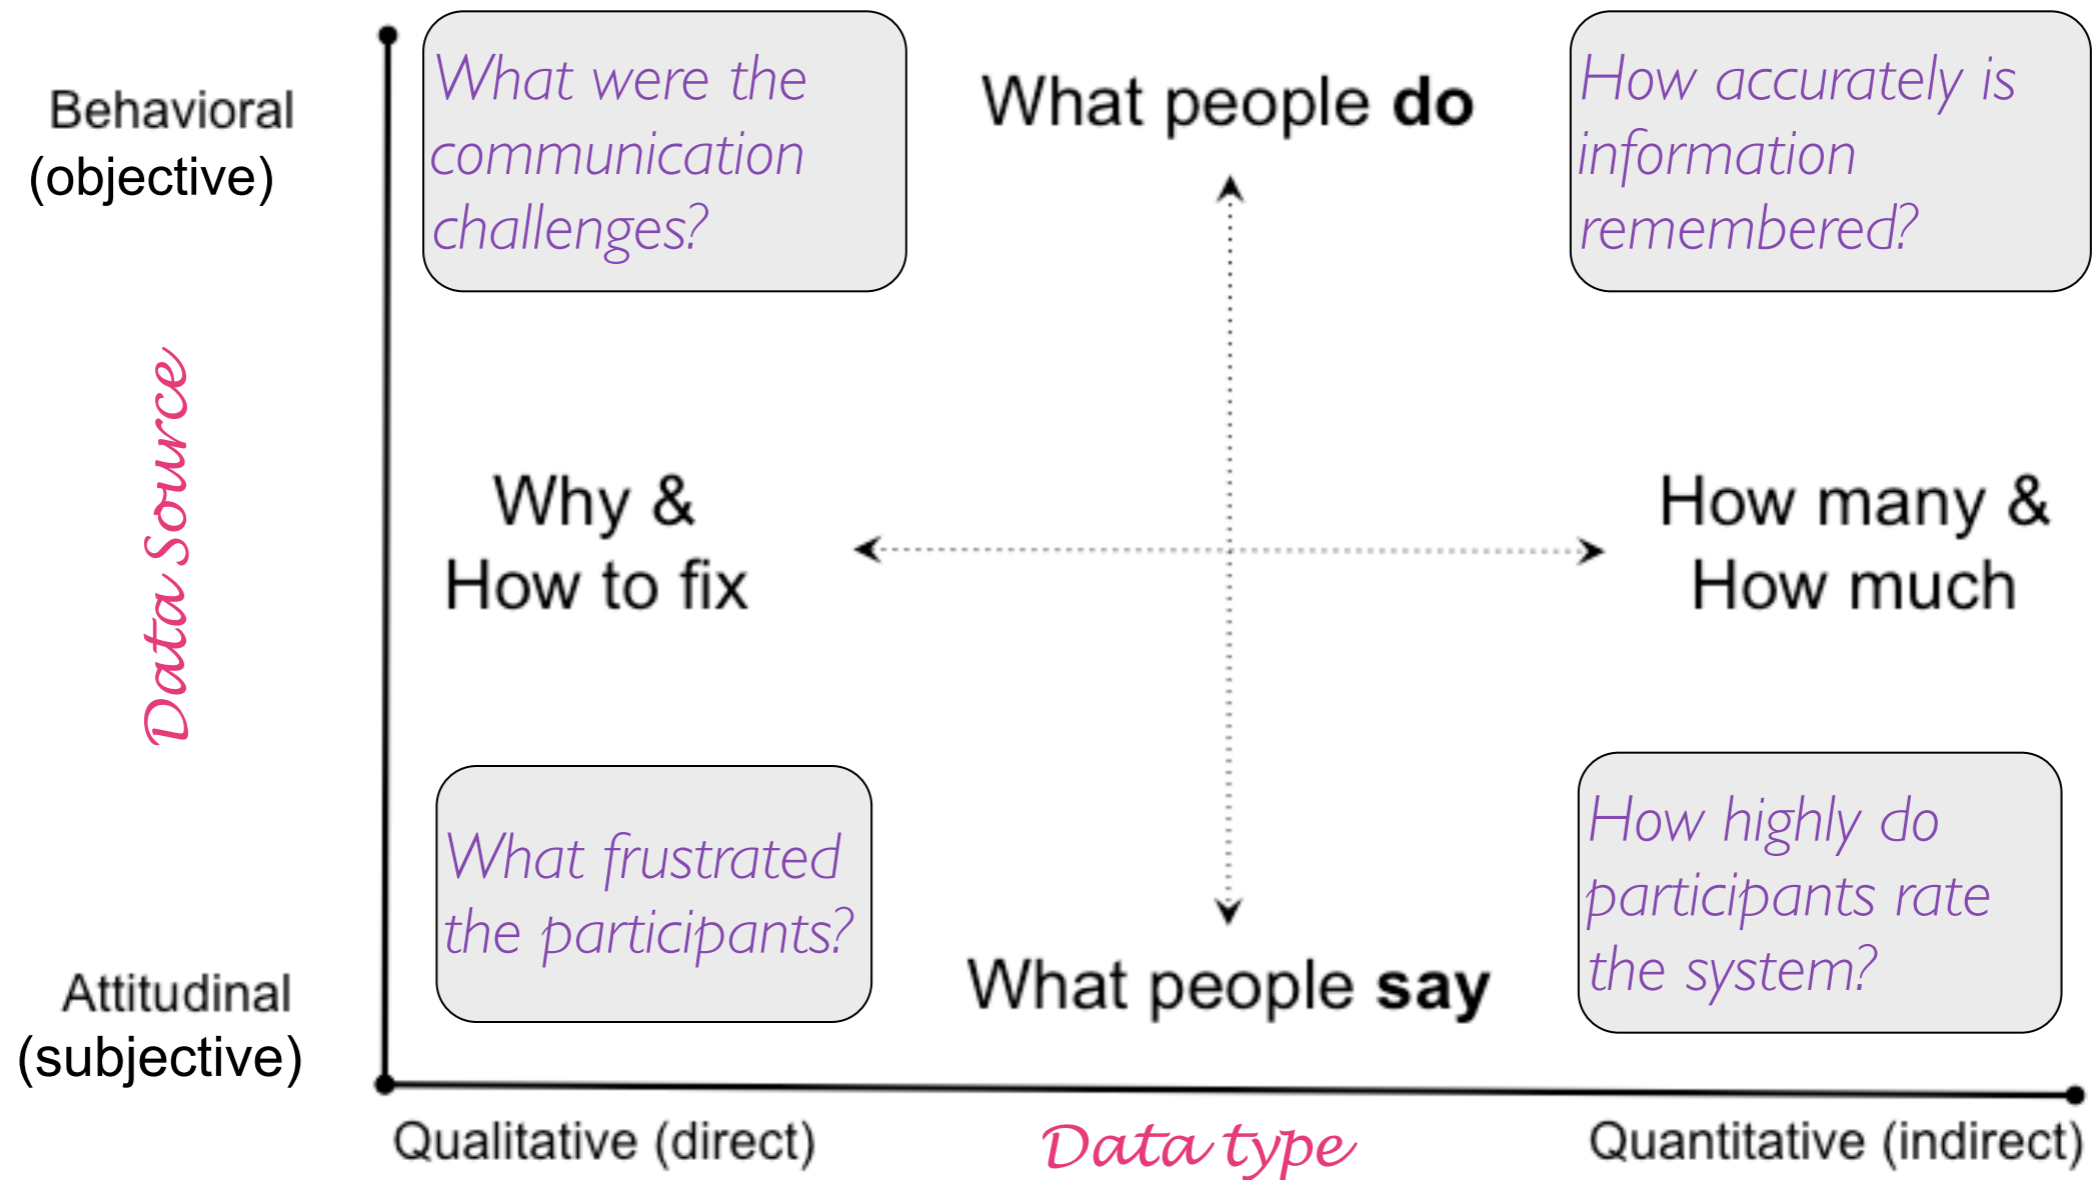 Behavioral
(objective)
What were the
communication
challenges?
What people do
How accurately is
information
remembered?
Data Source
Why &
How to fix
How many &
How much
What frustrated
the participants?
How highly do
participants rate
the system?
What people say
Attitudinal
(subjective)
Qualitative (direct)
Data type
Quantitative (indirect)